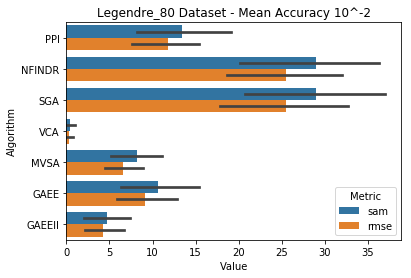 Legendre_80 Dataset - Mean Accuracy 10^-2
Algorithm
PPI
NFINDR
SGA
VCA
MVSA
GAEE
GAEEII
Metric
sam
rmse
0 5 10 15 20 25 30 35
Value